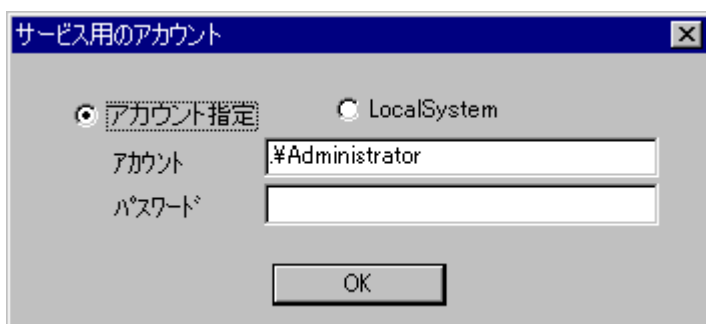 サービス用のアカウント
アカウント指定 LocalSystem
アカウント .¥Administrator
パスワード
OK